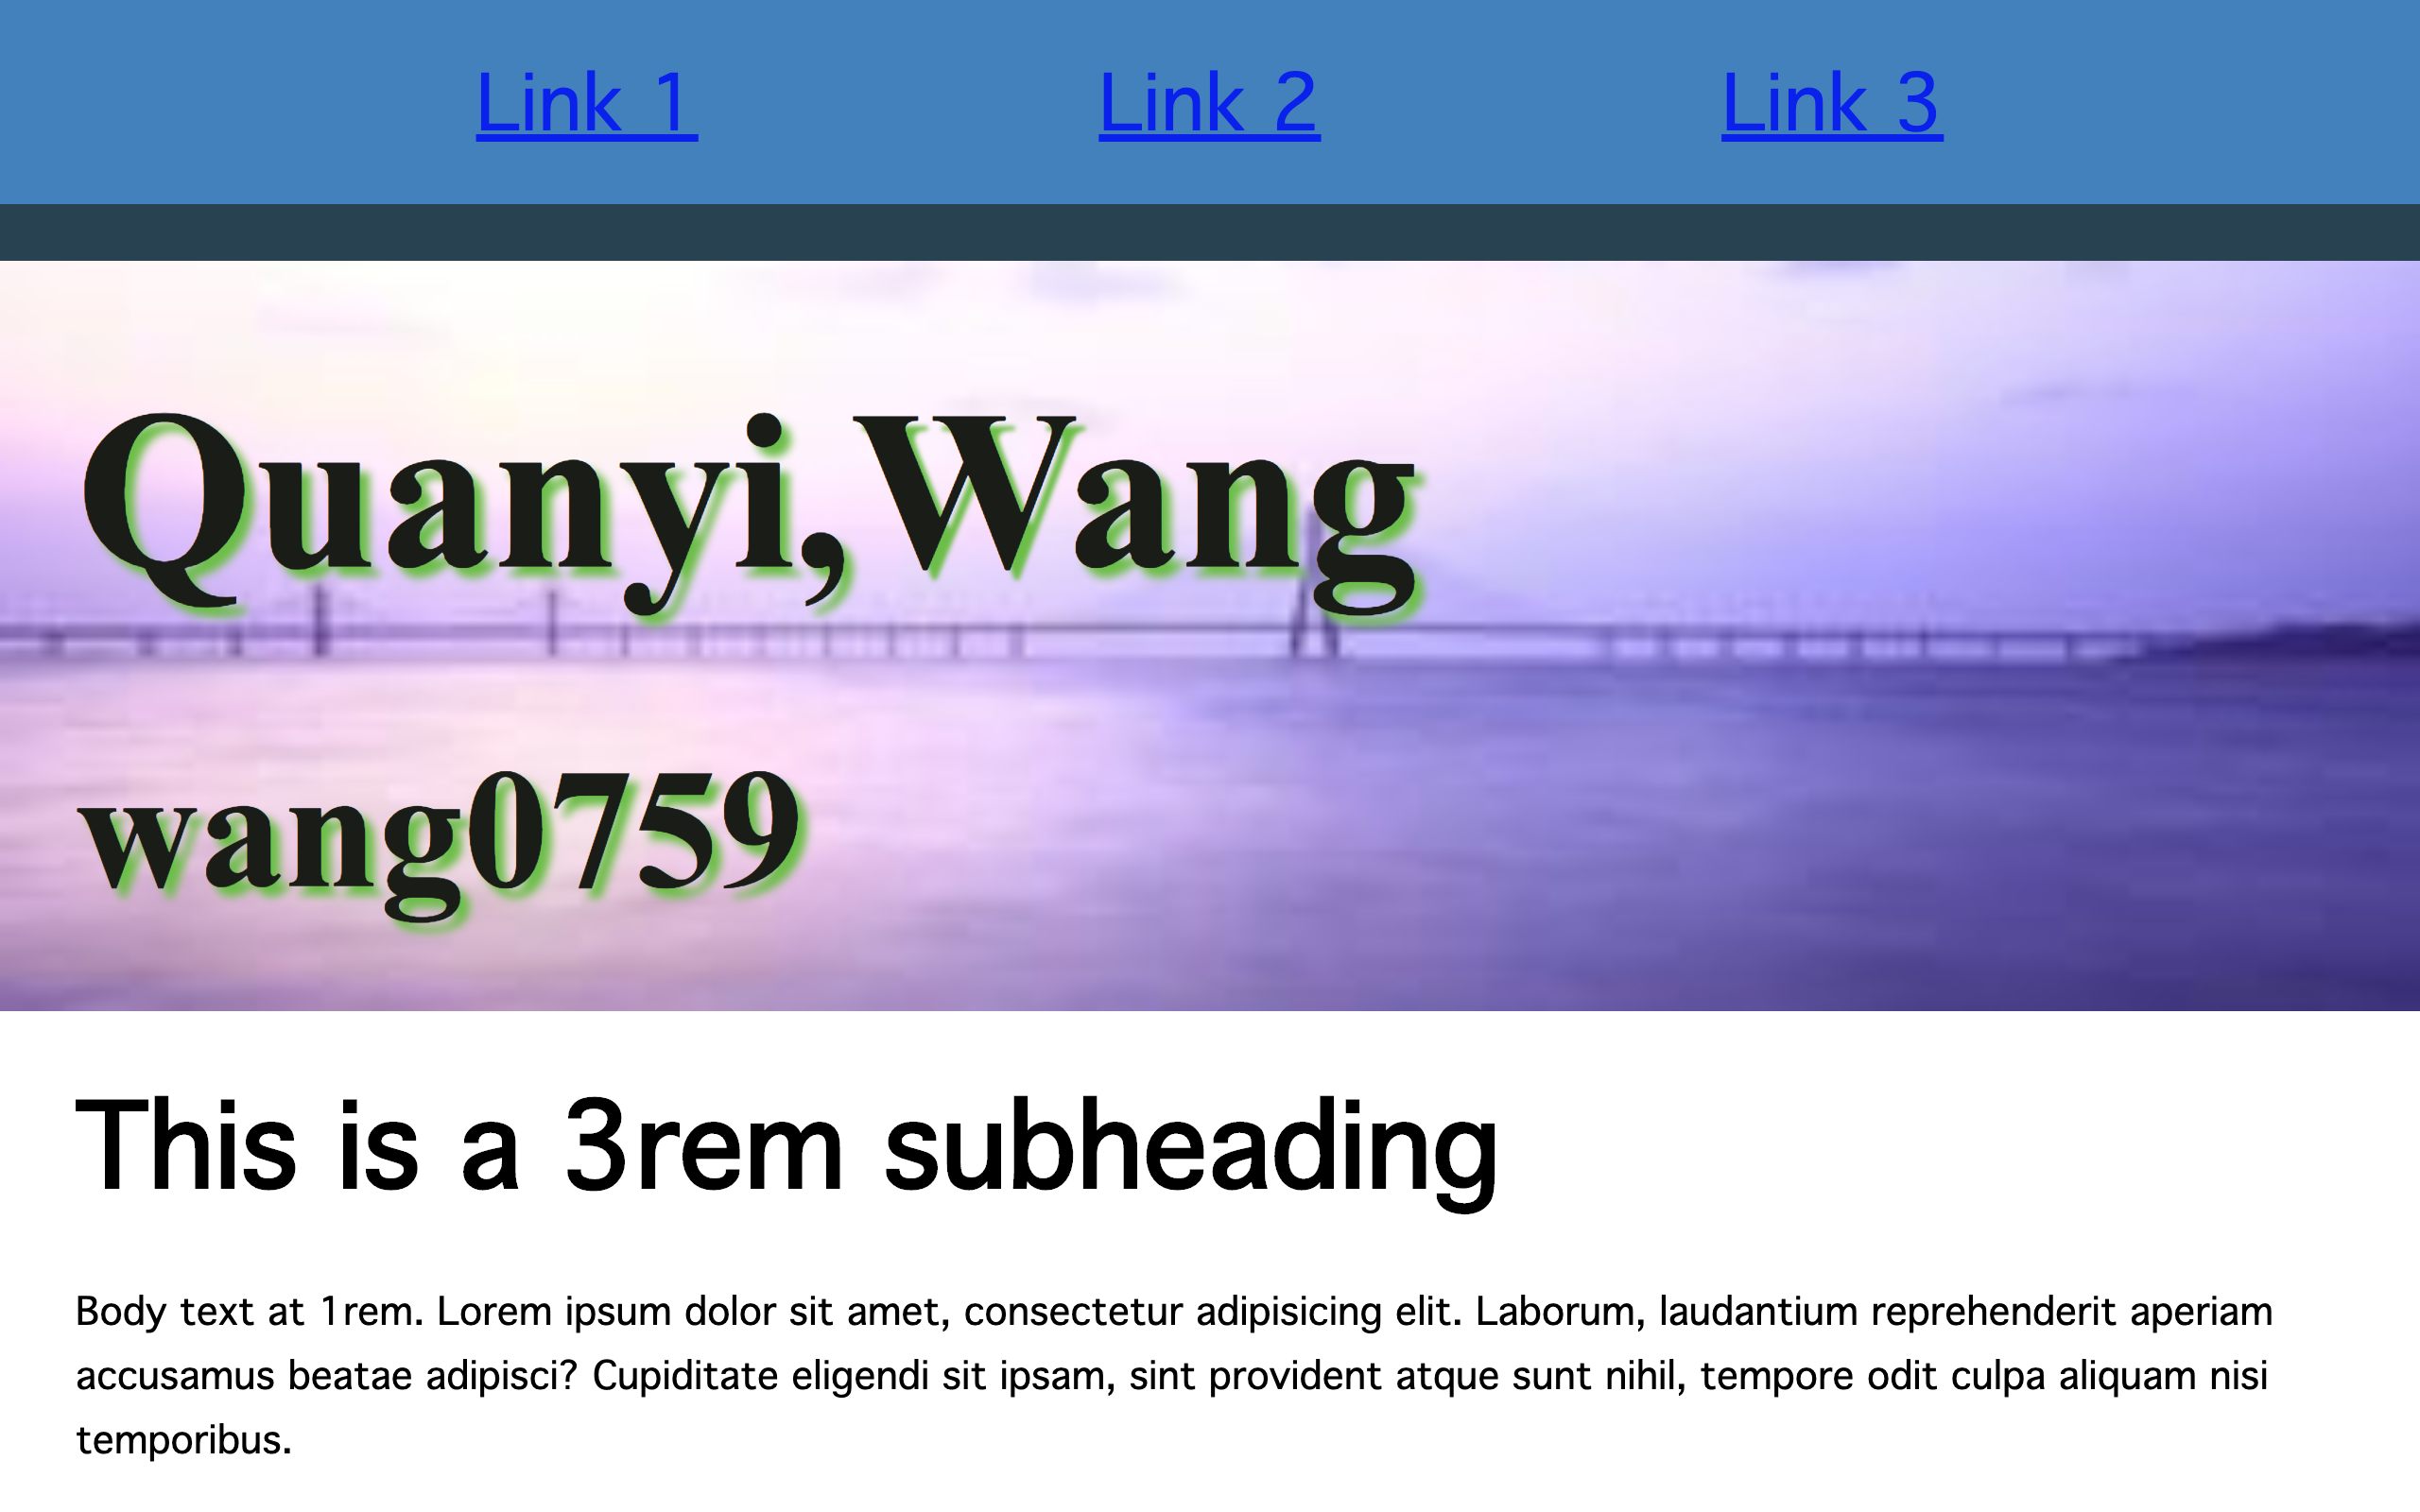 Link 1
Link 2
Link 3
Quanyi,Wang
wang0759
This is a 3rem subheading
Body text at 1rem. Lorem ipsum dolor sit amet, consectetur adipisicing elit. Laborum, laudantium reprehenderit aperiam
accusamus beatae adipisci? Cupiditate eligendi sit ipsam, sint provident atque sunt nihil, tempore odit culpa aliquam nisi
temporibus.